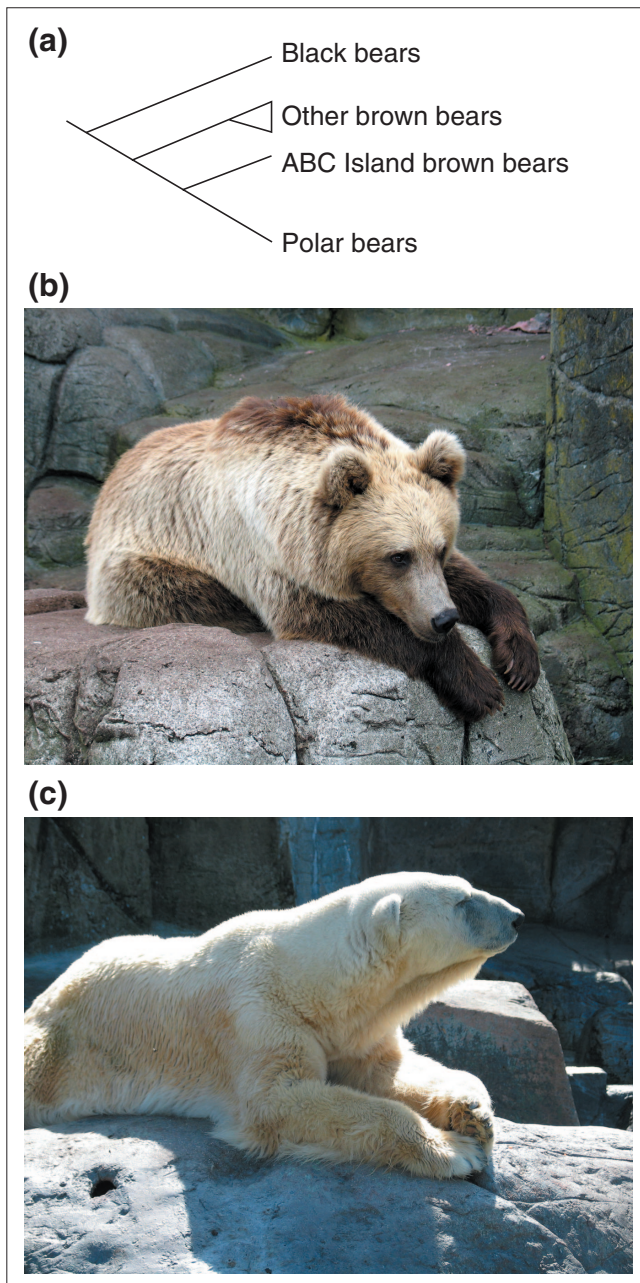 (a)
Black bears
Other brown bears
ABC Island brown bears
Polar bears
(b)
(c)